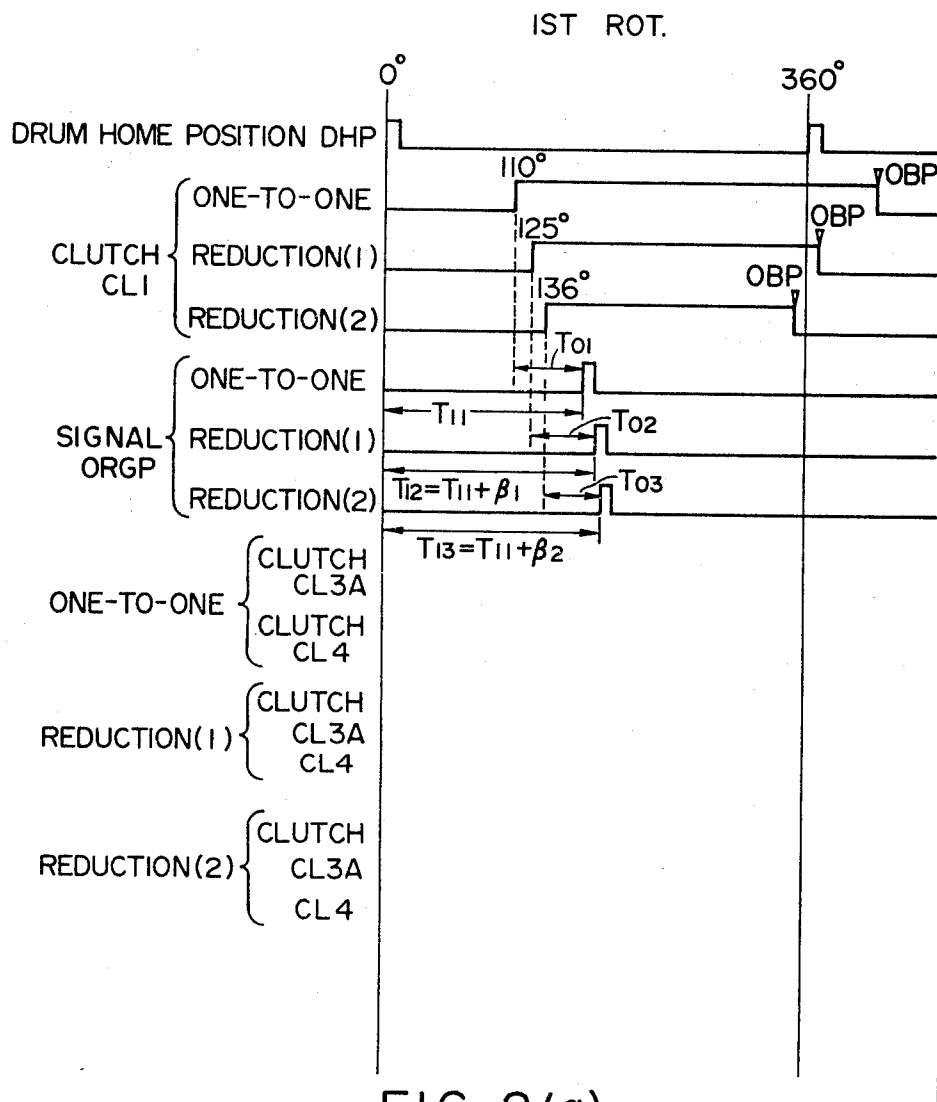 IST ROT.
0° 360°
DRUM HOME POSITION DHP
110° OBP
ONE-TO-ONE
125° OBP
CLUTCH CL1 REDUCTION(1)
136° OBP
REDUCTION(2)
T01
ONE-TO-ONE
T11
T02
SIGNAL ORGP REDUCTION(1)
T12=T11+β1
T03
REDUCTION(2)
T13=T11+β2
ONE-TO-ONE
CLUTCH
CL3A
CLUTCH
CL4
REDUCTION(1)
CLUTCH
CL3A
CL4
REDUCTION(2)
CLUTCH
CL3A
CL4